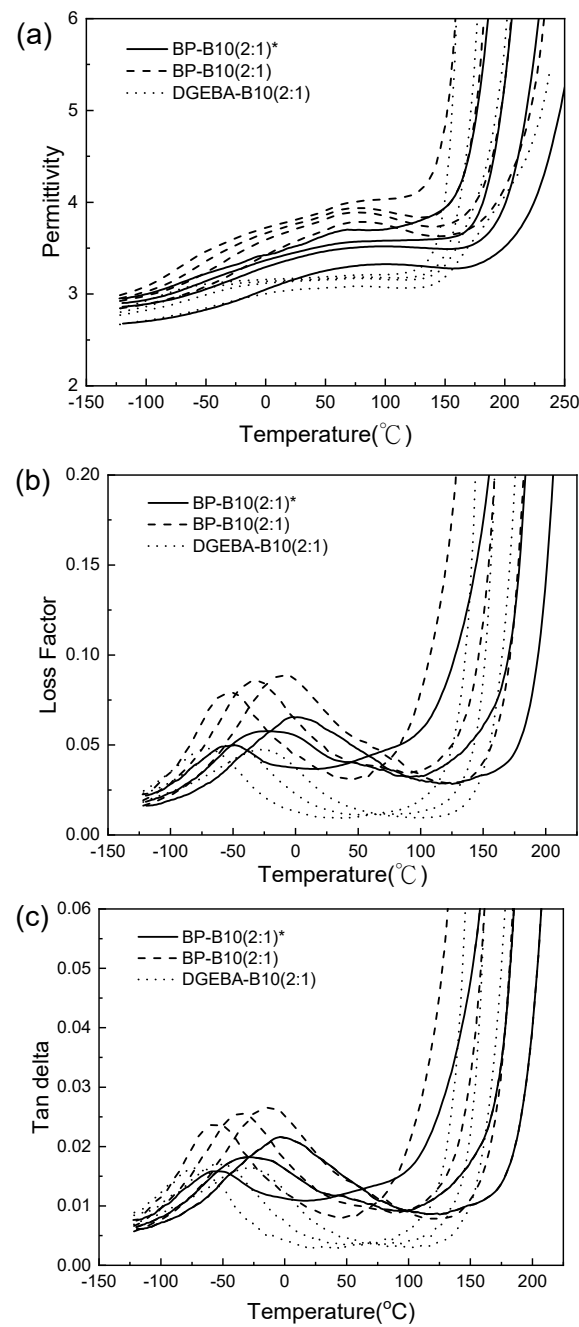 (a)
BP-B10(2:1)*
BP-B10(2:1)
DGEBA-B10(2:1)
Permittivity
6
5
4
3
2
-150 -100 -50 0 50 100 150 200 250
Temperature(℃)
(b)
BP-B10(2:1)*
BP-B10(2:1)
DGEBA-B10(2:1)
Loss Factor
0.20
0.15
0.10
0.05
0.00
-150 -100 -50 0 50 100 150 200
Temperature(℃)
(c)
BP-B10(2:1)*
BP-B10(2:1)
DGEBA-B10(2:1)
Tan delta
0.06
0.05
0.04
0.03
0.02
0.01
0.00
-150 -100 -50 0 50 100 150 200
Temperature(°C)